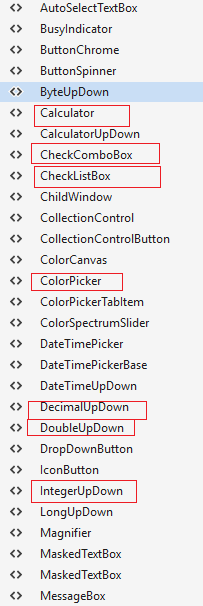 AutoSelectTextBox
BusyIndicator
ButtonChrome
ButtonSpinner
ByteUpDown
Calculator
CalculatorUpDown
CheckComboBox
CheckListBox
ChildWindow
CollectionControl
CollectionControlButton
ColorCanvas
ColorPicker
ColorPickerTabItem
ColorSpectrumSlider
DateTimePicker
DateTimePickerBase
DateTimeUpDown
DecimalUpDown
DoubleUpDown
DropDownButton
IconButton
IntegerUpDown
LongUpDown
Magnifier
MaskedTextBox
MaskedTextBox
MessageBox